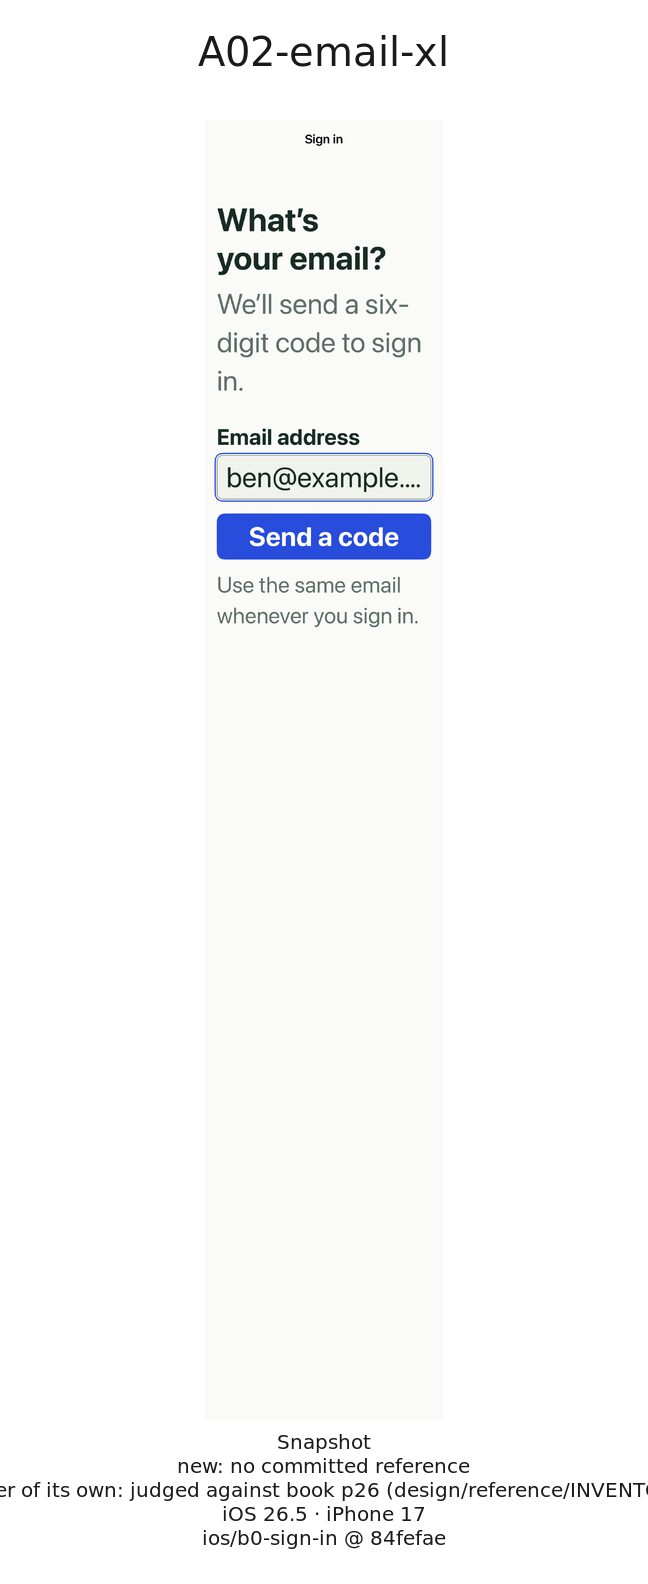 A02-email-xl
Sign in
What’s
your email?
We’ll send a six-
digit code to sign
in.
Email address
ben@example....
Send a code
Use the same email
whenever you sign in.
Snapshot
new: no committed reference
er of its own: judged against book p26 (design/reference/INVENTO
iOS 26.5 · iPhone 17
ios/b0-sign-in @ 84fefae